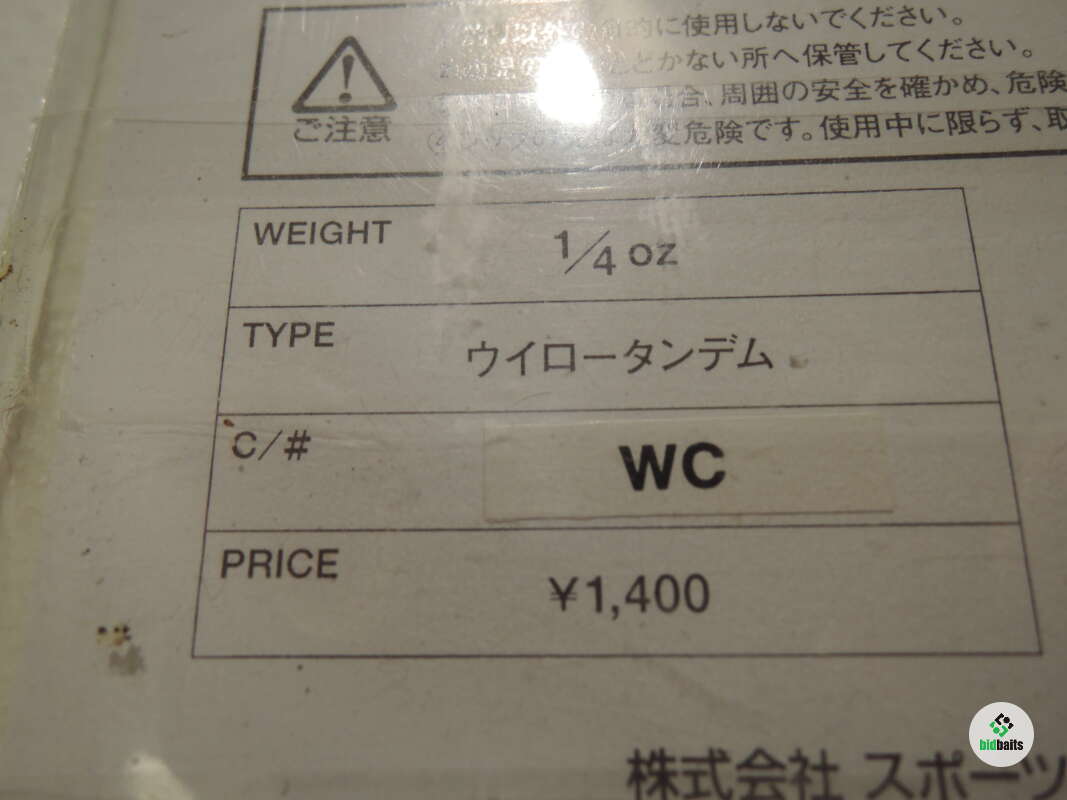 的に使用しないでください。
とどかない所へ保管してください。
合、周囲の安全を確かめ、危険
危険です。使用中に限らず、取
ご注意
WEIGHT 1/4 oz
TYPE ウイロータンデム
C/# WC
PRICE ¥1,400
株式会社 スポーツ
bidbaits